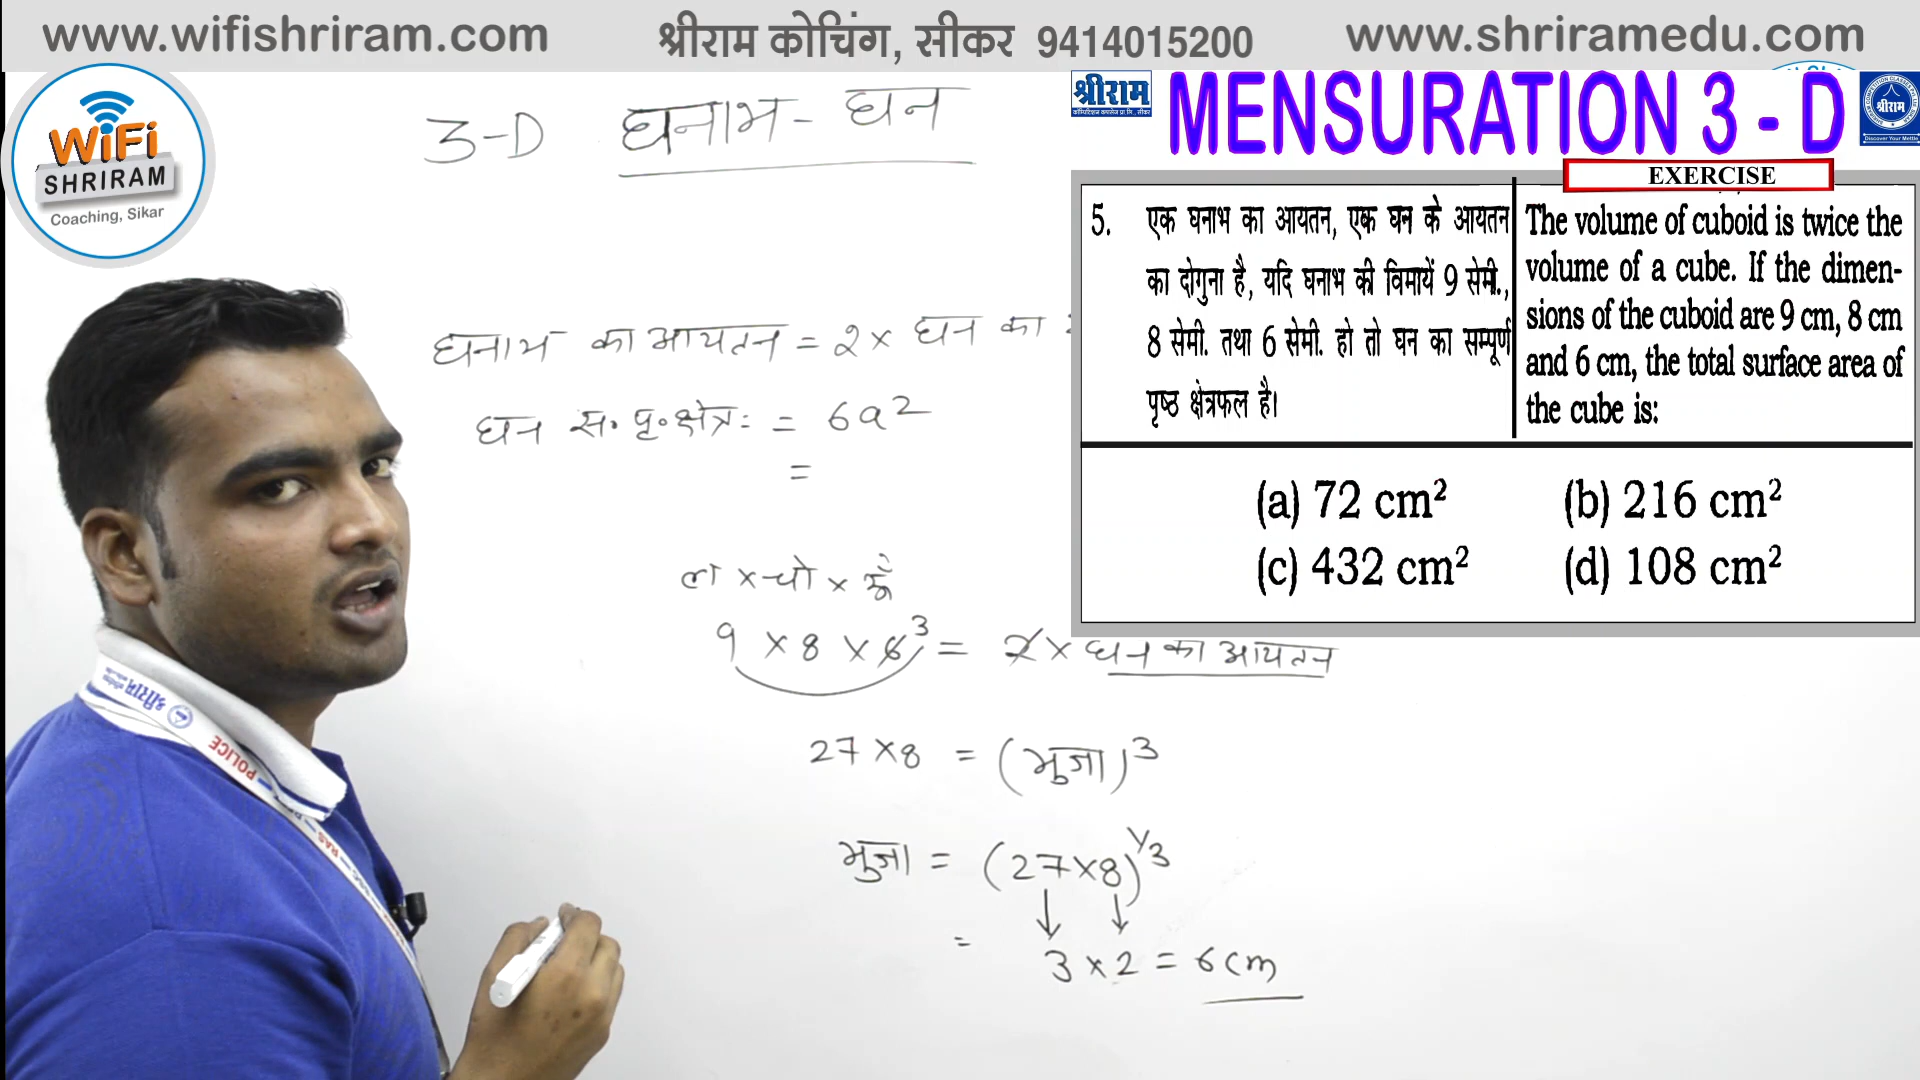 www.wifishriram.com
श्रीराम कोचिंग, सीकर 9414015200
www.shriramedu.com
WiFi
SHRIRAM
Coaching, Sikar
श्रीराम
MENSURATION 3 - D
श्रीराम
EXERCISE
5. एक घनाभ का आयतन, एक घन के आयतन
का दोगुना है, यदि घनाभ की विमायें 9 सेमी.,
8 सेमी. तथा 6 सेमी. हो तो घन का सम्पूर्ण
पृष्ठ क्षेत्रफल है।
The volume of cuboid is twice the
volume of a cube. If the dimen-
sions of the cuboid are 9 cm, 8 cm
and 6 cm, the total surface area of
the cube is:
(a) 72 cm² (b) 216 cm²
(c) 432 cm² (d) 108 cm²
3-D घनाभ - घन
घनाभ का आयतन = 2 × घन का
घन स॰ पृ॰ क्षेत्र॰ = 6a²
=
ल × चौ × ऊँ
9 × 8 × 6 3 = 2 × घन का आयतन
27 × 8 = (भुजा)³
भुजा = (27×8)^1/3
= 3 × 2 = 6 cm
श्रीराम
POLICE
RAS